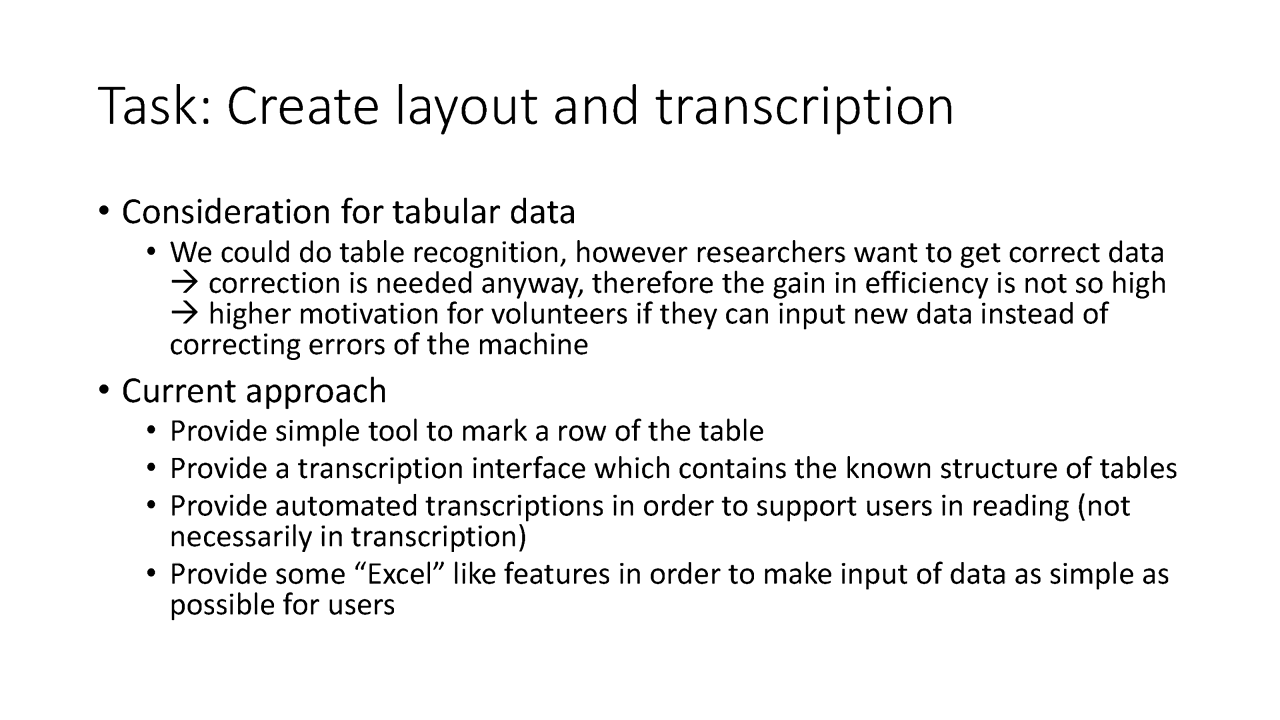 Task: Create layout and transcription
• Consideration for tabular data
• We could do table recognition, however researchers want to get correct data
→ correction is needed anyway, therefore the gain in efficiency is not so high
→ higher motivation for volunteers if they can input new data instead of
correcting errors of the machine
• Current approach
• Provide simple tool to mark a row of the table
• Provide a transcription interface which contains the known structure of tables
• Provide automated transcriptions in order to support users in reading (not
necessarily in transcription)
• Provide some “Excel” like features in order to make input of data as simple as
possible for users